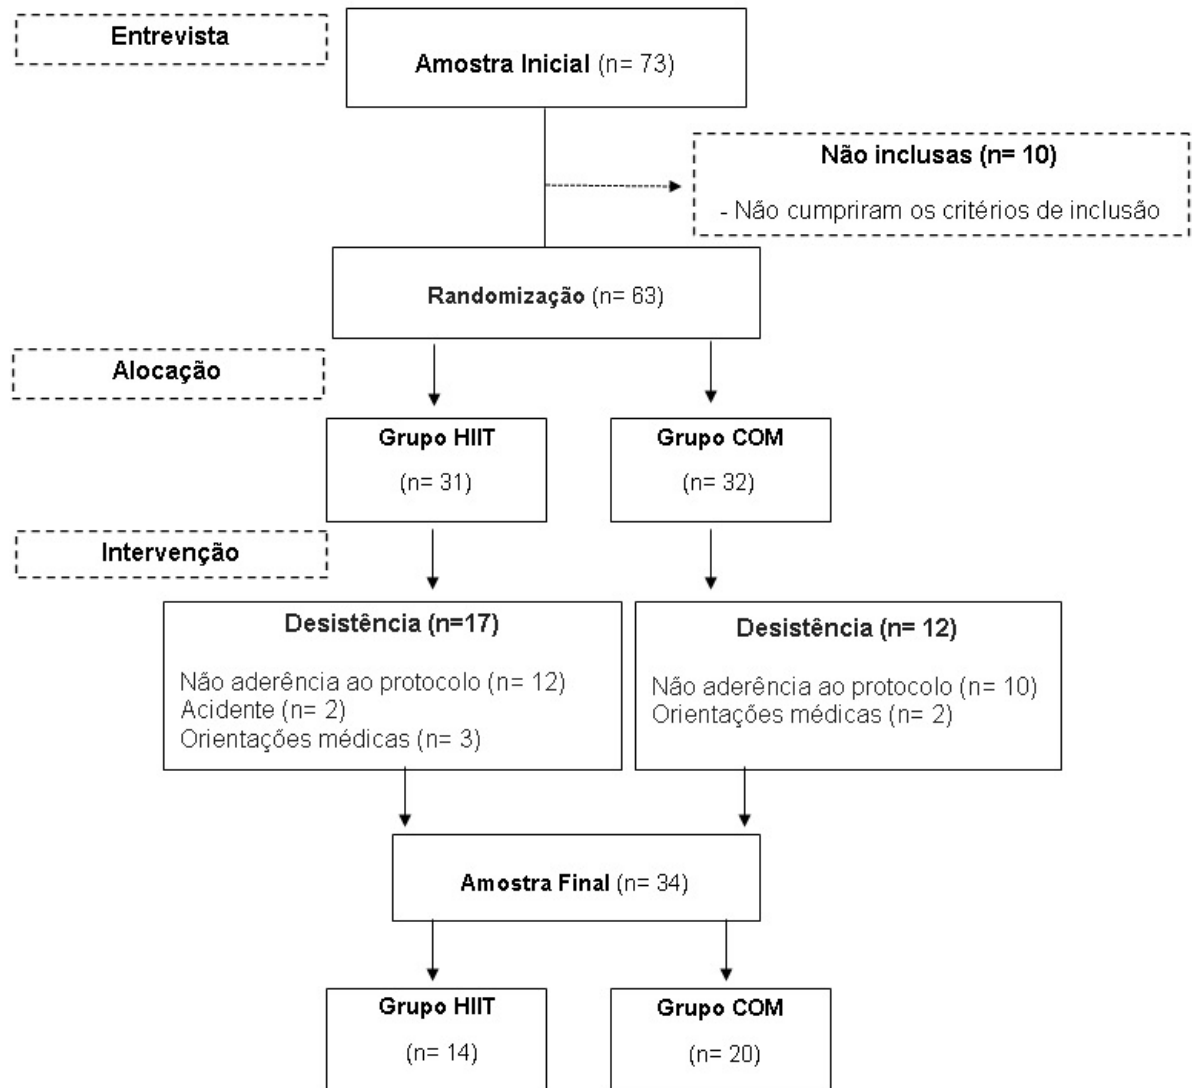 Entrevista
Amostra Inicial (n= 73)
Não inclusas (n= 10)
- Não cumpriram os critérios de inclusão
Randomização (n= 63)
Alocação
Grupo HIIT
(n= 31)
Grupo COM
(n= 32)
Intervenção
Desistência (n=17)
Não aderência ao protocolo (n= 12)
Acidente (n= 2)
Orientações médicas (n= 3)
Desistência (n= 12)
Não aderência ao protocolo (n= 10)
Orientações médicas (n= 2)
Amostra Final (n= 34)
Grupo HIIT
(n= 14)
Grupo COM
(n= 20)